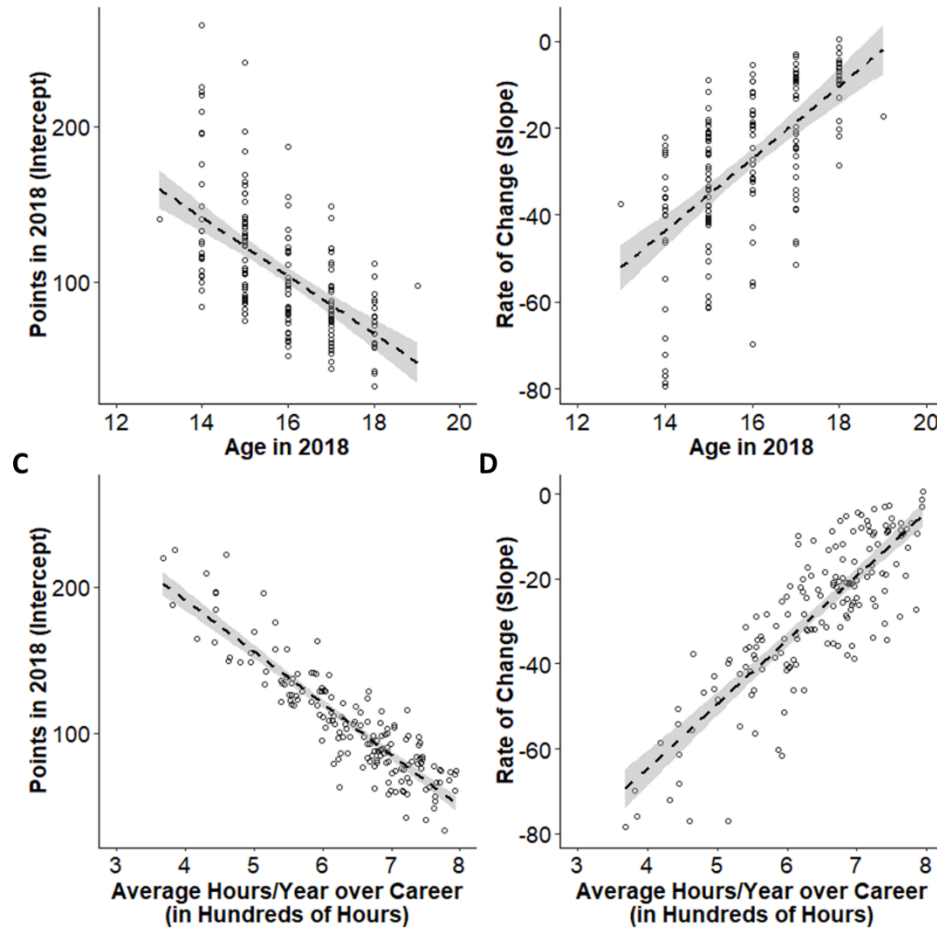 Points in 2018 (Intercept)
200
100
12 14 16 18 20
Age in 2018
Rate of Change (Slope)
0
-20
-40
-60
-80
12 14 16 18 20
Age in 2018
C
Points in 2018 (Intercept)
200
100
3 4 5 6 7 8
Average Hours/Year over Career
(in Hundreds of Hours)
D
Rate of Change (Slope)
0
-20
-40
-60
-80
3 4 5 6 7 8
Average Hours/Year over Career
(in Hundreds of Hours)